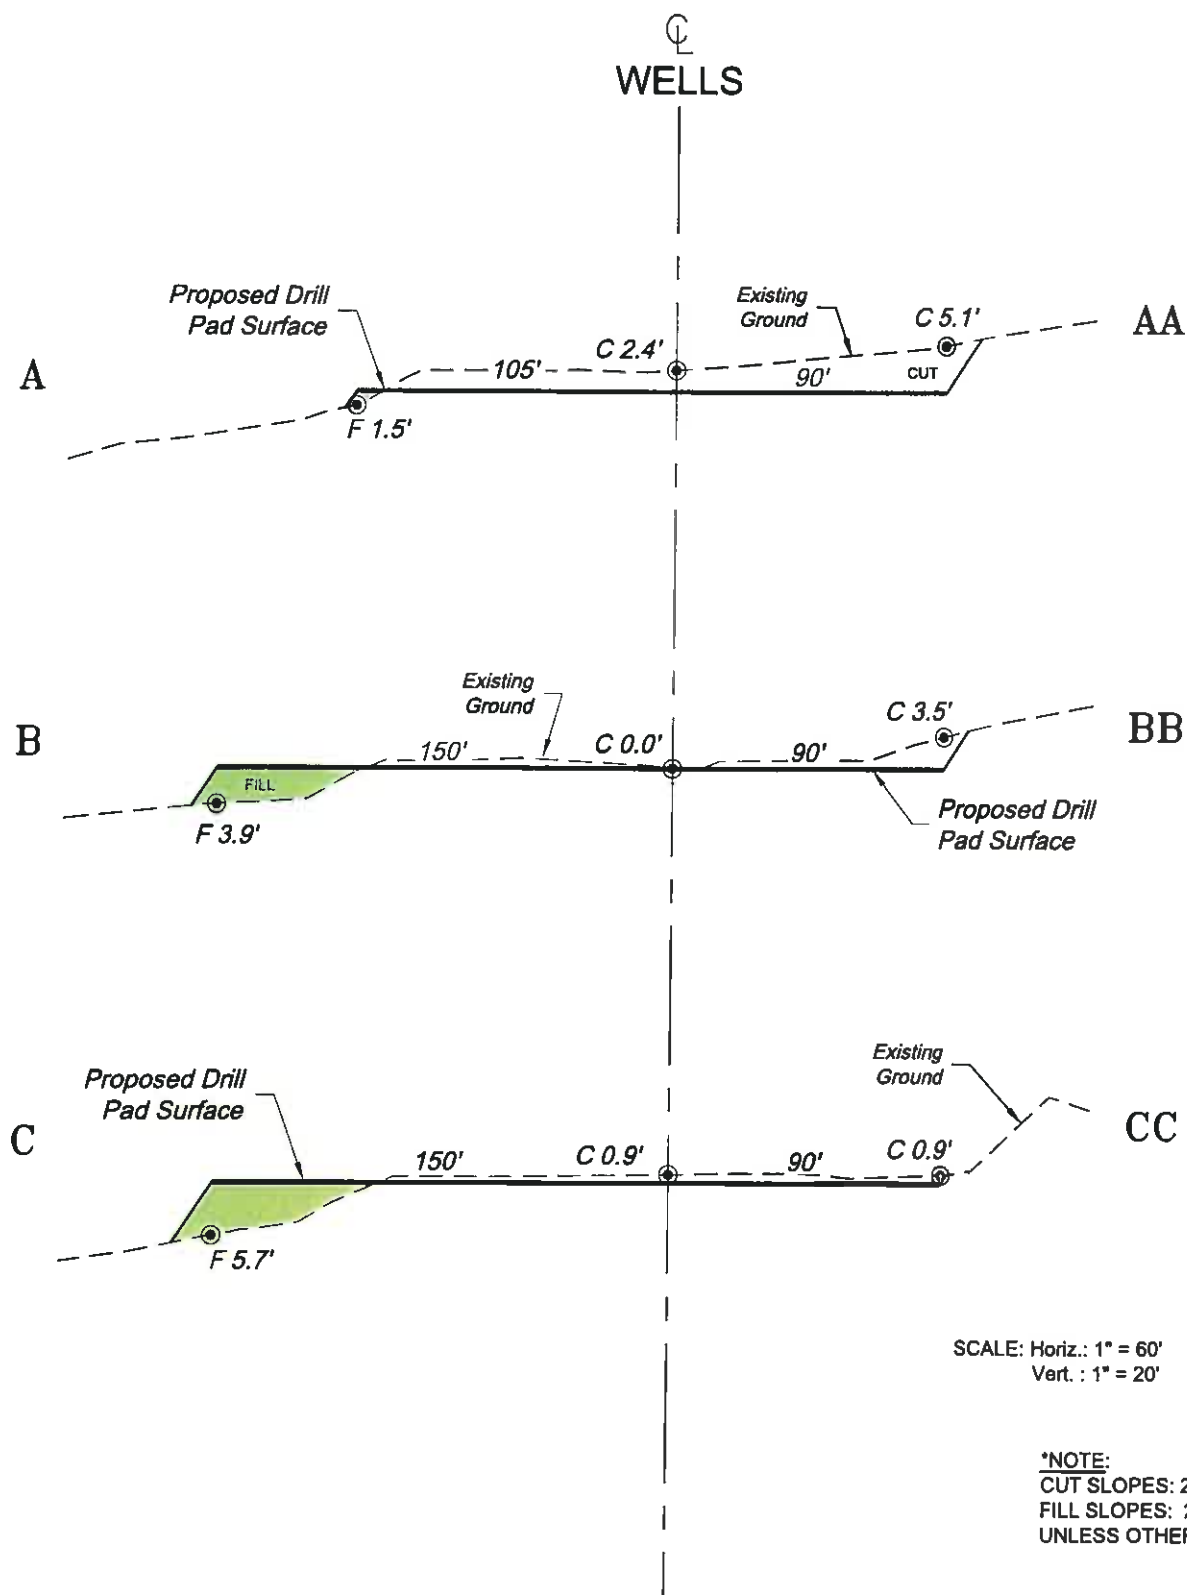 ℄
WELLS
Proposed Drill
Pad Surface
Existing
Ground
C 5.1'
AA
A
C 2.4'
105'
90'
CUT
F 1.5'
Existing
Ground
C 3.5'
B
150'
C 0.0'
90'
BB
FILL
F 3.9'
Proposed Drill
Pad Surface
Existing
Ground
Proposed Drill
Pad Surface
C
150'
C 0.9'
90'
C 0.9'
CC
F 5.7'
SCALE: Horiz.: 1" = 60'
Vert. : 1" = 20'
*NOTE:
CUT SLOPES: 2
FILL SLOPES:
UNLESS OTHER